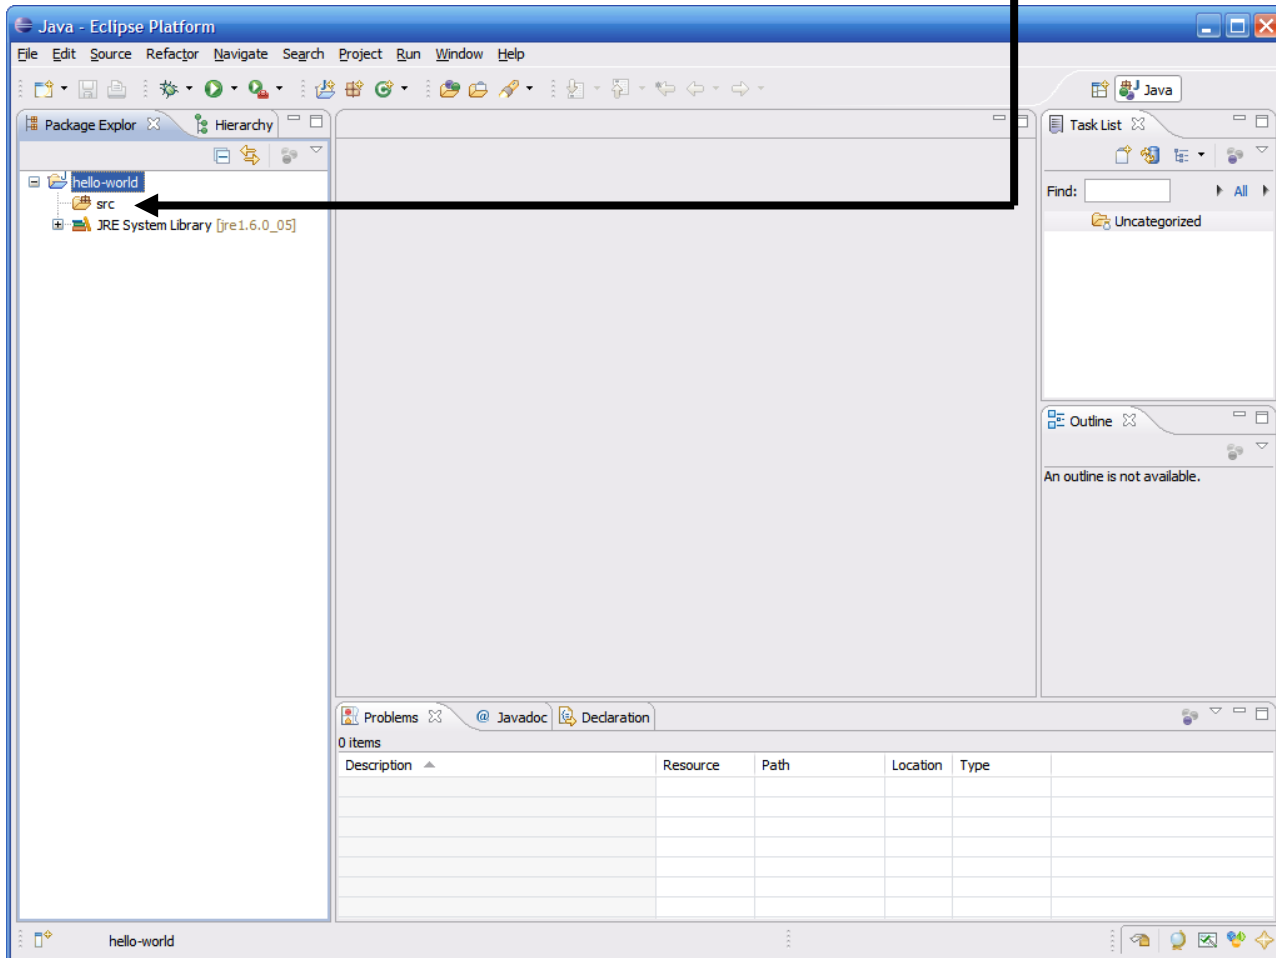 Java - Eclipse Platform
File Edit Source Refactor Navigate Search Project Run Window Help
Java
Package Explor Hierarchy
Task List
hello-world
src
JRE System Library [jre1.6.0_05]
Find: All
Uncategorized
Outline
An outline is not available.
Problems @ Javadoc Declaration
0 items
Description Resource Path Location Type
hello-world